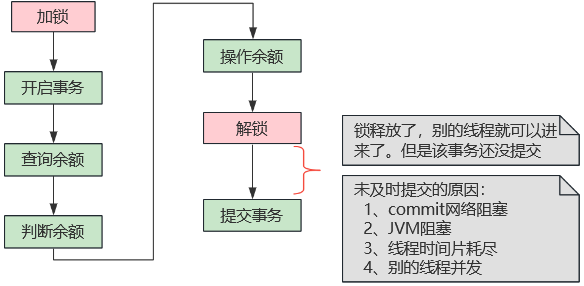 加锁
开启事务
查询余额
判断余额
操作余额
解锁
提交事务
锁释放了，别的线程就可以进
来了。但是该事务还没提交
未及时提交的原因：
1、commit网络阻塞
2、JVM阻塞
3、线程时间片耗尽
4、别的线程并发